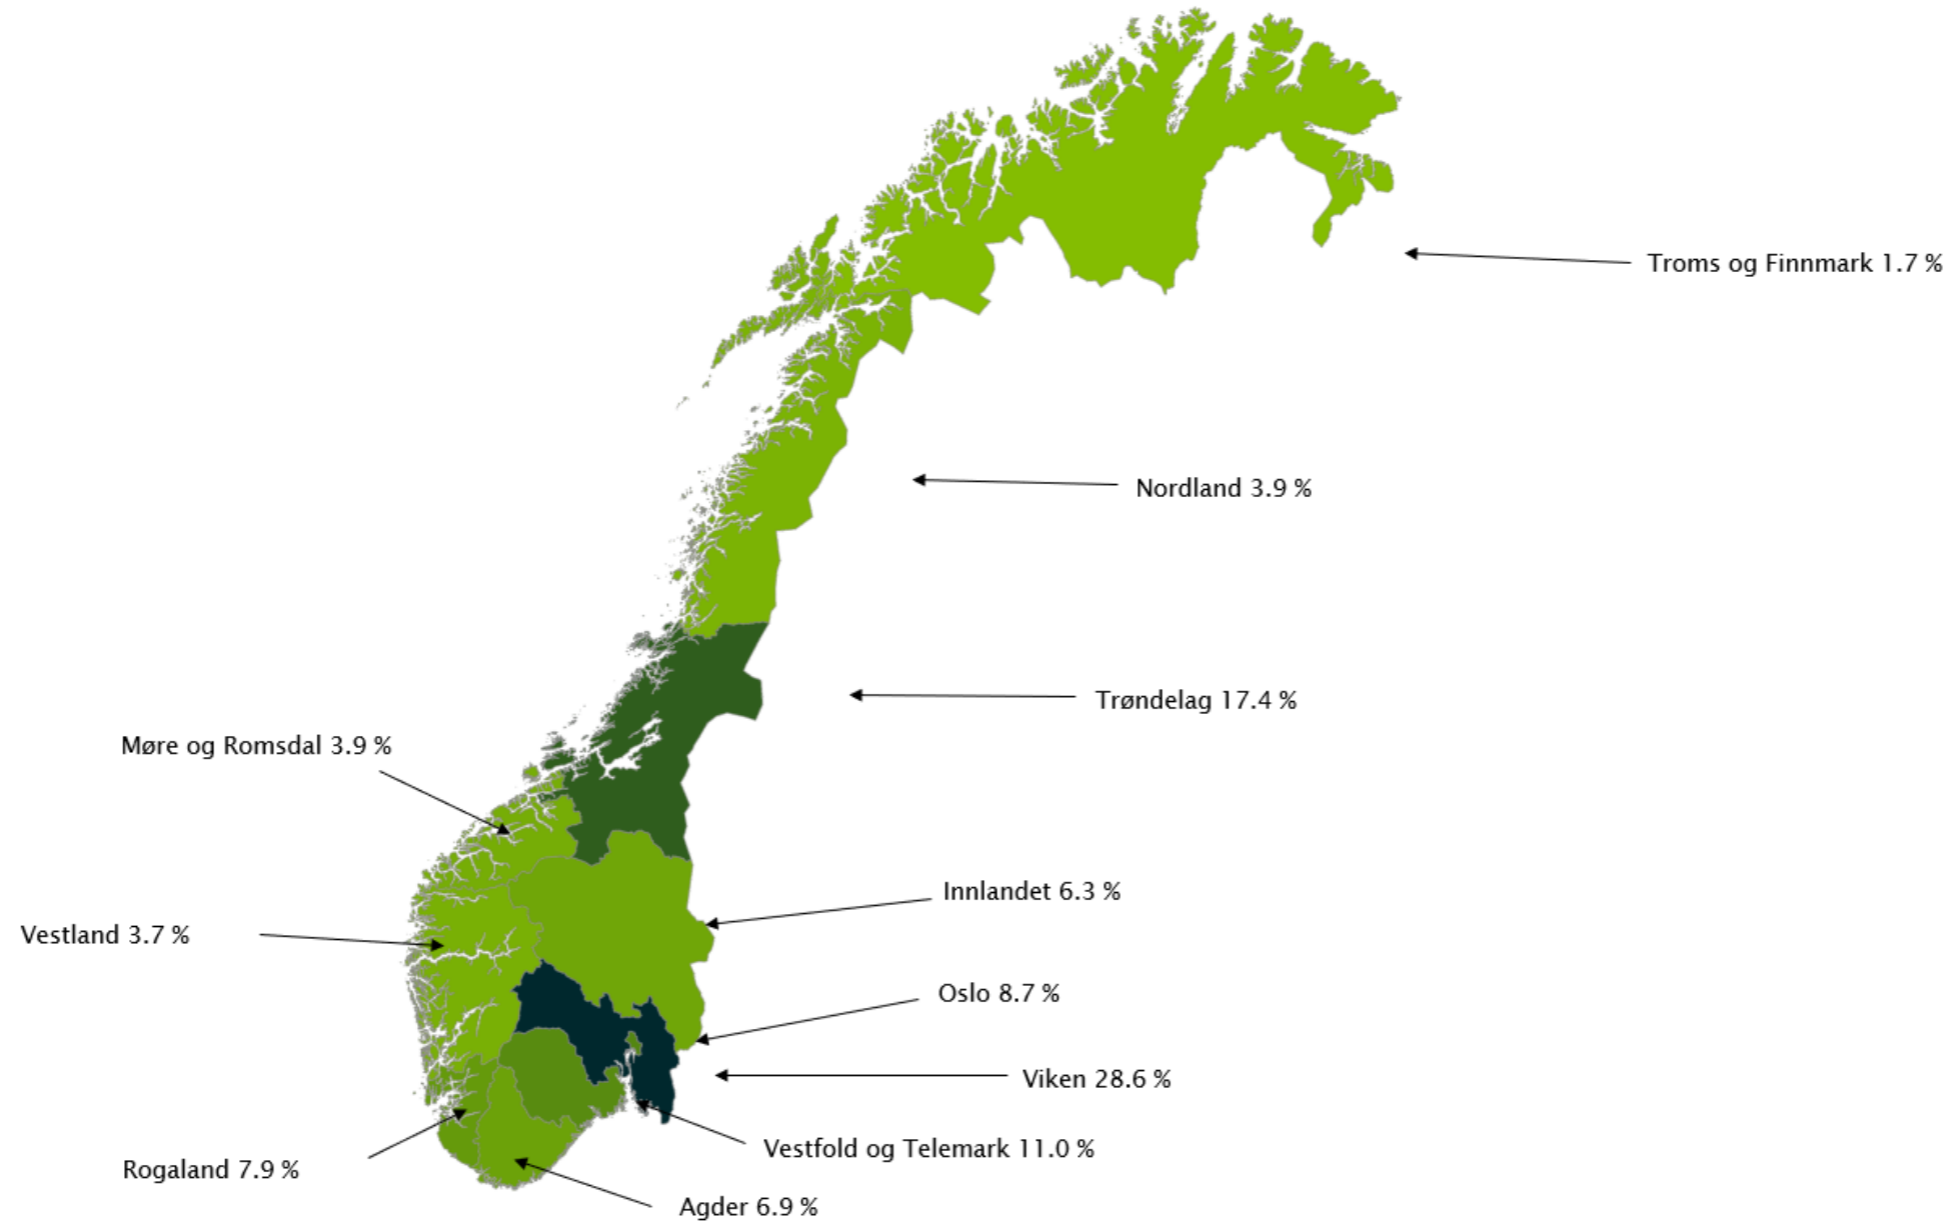 Troms og Finnmark 1.7 %
Nordland 3.9 %
Trøndelag 17.4 %
Møre og Romsdal 3.9 %
Innlandet 6.3 %
Vestland 3.7 %
Oslo 8.7 %
Viken 28.6 %
Vestfold og Telemark 11.0 %
Rogaland 7.9 %
Agder 6.9 %